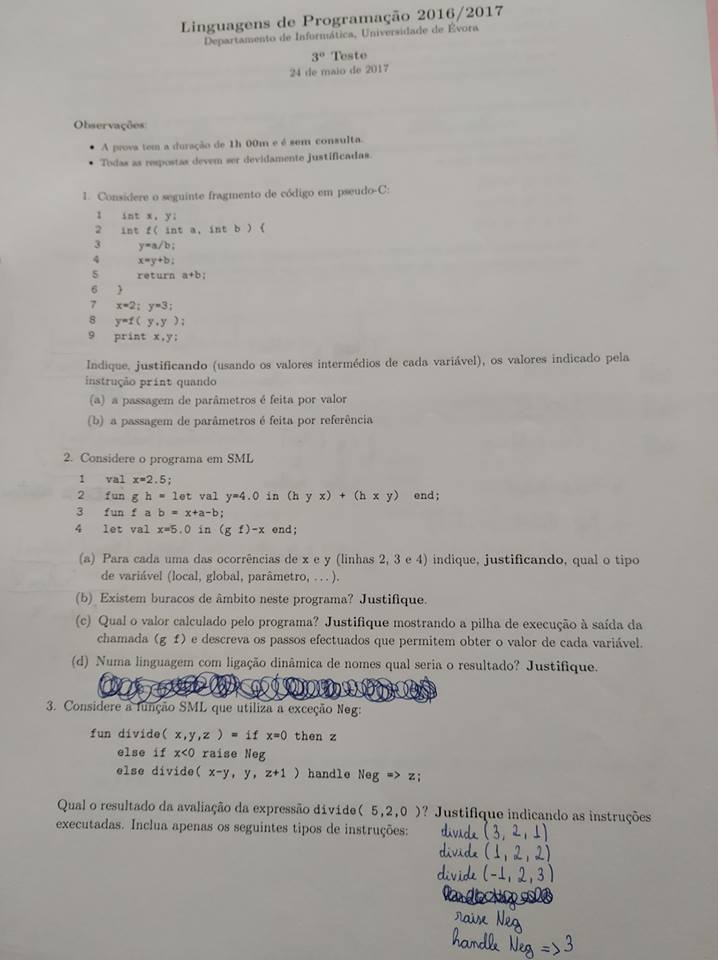 Linguagens de Programação 2016/2017
Departamento de Informática, Universidade de Évora
3º Teste
24 de maio de 2017
Observações:
• A prova tem a duração de 1h 00m e é sem consulta.
• Todas as respostas devem ser devidamente justificadas.
1. Considere o seguinte fragmento de código em pseudo-C:
1 int x, y;
2 int f( int a, int b ) {
3 y=a/b;
4 x=y+b;
5 return a+b;
6 }
7 x=2; y=3;
8 y=f( y,y );
9 print x,y;
Indique, justificando (usando os valores intermédios de cada variável), os valores indicado pela
instrução print quando
(a) a passagem de parâmetros é feita por valor
(b) a passagem de parâmetros é feita por referência
2. Considere o programa em SML
1 val x=2.5;
2 fun g h = let val y=4.0 in (h y x) + (h x y) end;
3 fun f a b = x+a-b;
4 let val x=5.0 in (g f)-x end;
(a) Para cada uma das ocorrências de x e y (linhas 2, 3 e 4) indique, justificando, qual o tipo
de variável (local, global, parâmetro, ...).
(b) Existem buracos de âmbito neste programa? Justifique.
(c) Qual o valor calculado pelo programa? Justifique mostrando a pilha de execução à saída da
chamada (g f) e descreva os passos efectuados que permitem obter o valor de cada variável.
(d) Numa linguagem com ligação dinâmica de nomes qual seria o resultado? Justifique.
3. Considere a função SML que utiliza a exceção Neg:
fun divide( x,y,z ) = if x=0 then z
else if x<0 raise Neg
else divide( x-y, y, z+1 ) handle Neg => z;
Qual o resultado da avaliação da expressão divide( 5,2,0 )? Justifique indicando as instruções
executadas. Inclua apenas os seguintes tipos de instruções:
divide (3, 2, 1)
divide (1, 2, 2)
divide (-1, 2, 3)
raise Neg
handle Neg => 3